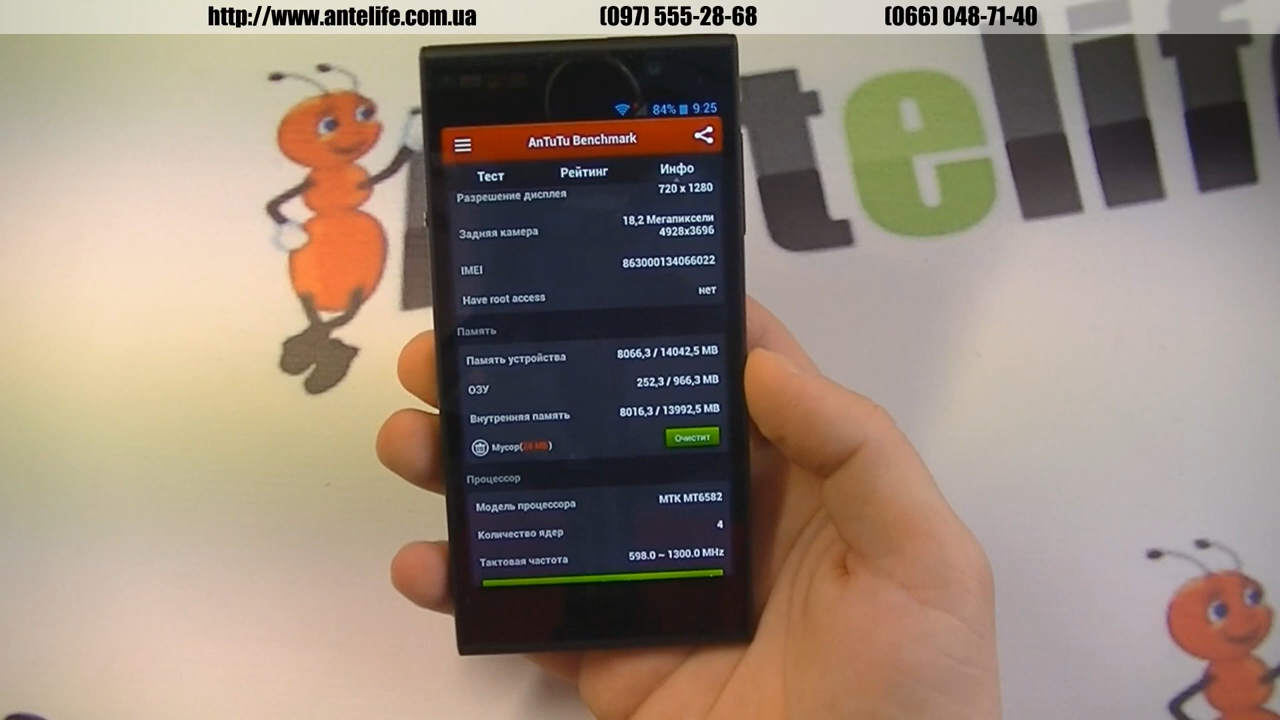 http://www.antelife.com.ua (097) 555-28-68 (066) 048-71-40
telife
84% 9:25
AnTuTu Benchmark
Тест Рейтинг Инфо
Разрешение дисплея 720 x 1280
Задняя камера 18,2 Мегапиксели
4928x3696
IMEI 863000134066022
Have root access нет
Память
Память устройства 8066,3 / 14042,5 MB
ОЗУ 252,3 / 966,3 MB
Внутренняя память 8016,3 / 13992,5 MB
Мусор( ) Очистит
Процессор
Модель процессора MTK MT6582
Количество ядер 4
Тактовая частота 598.0 ~ 1300.0 MHz